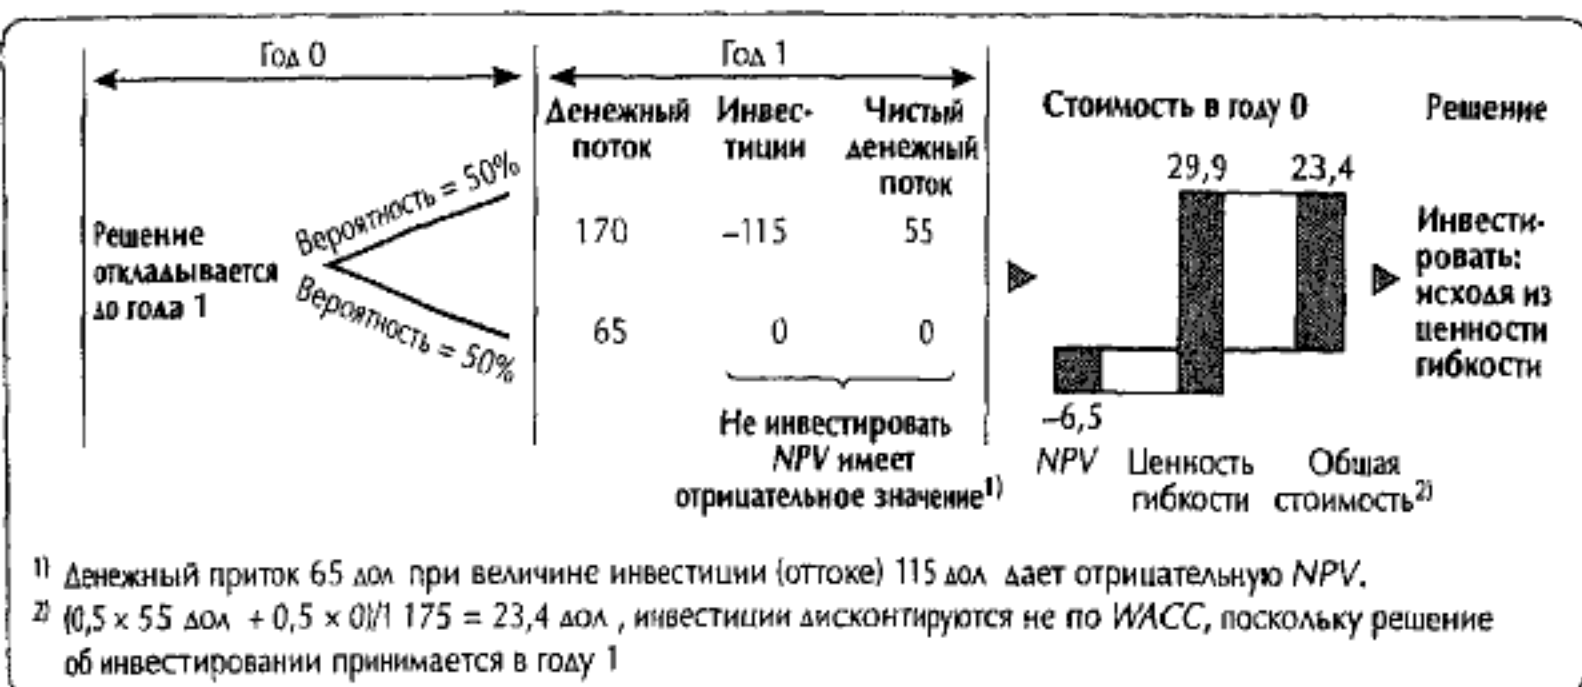 Год 0
Год 1
Денежный поток
Инвес-
тиции
Чистый денежный поток
Стоимость в году 0
Решение
Решение
откладывается
до года 1
Вероятность = 50%
Вероятность = 50%
170 –115 55
65 0 0
29,9 23,4
–6,5
NPV
Ценность
гибкости
Общая
стоимость2)
Инвести-
ровать:
исходя из
ценности
гибкости
Не инвестировать
NPV имеет
отрицательное значение1)
1) Денежный приток 65 дол при величине инвестиции (оттоке) 115 дол дает отрицательную NPV.
2) (0,5 × 55 дол + 0,5 × 0)/1 175 = 23,4 дол , инвестиции дисконтируются не по WACC, поскольку решение
об инвестировании принимается в году 1